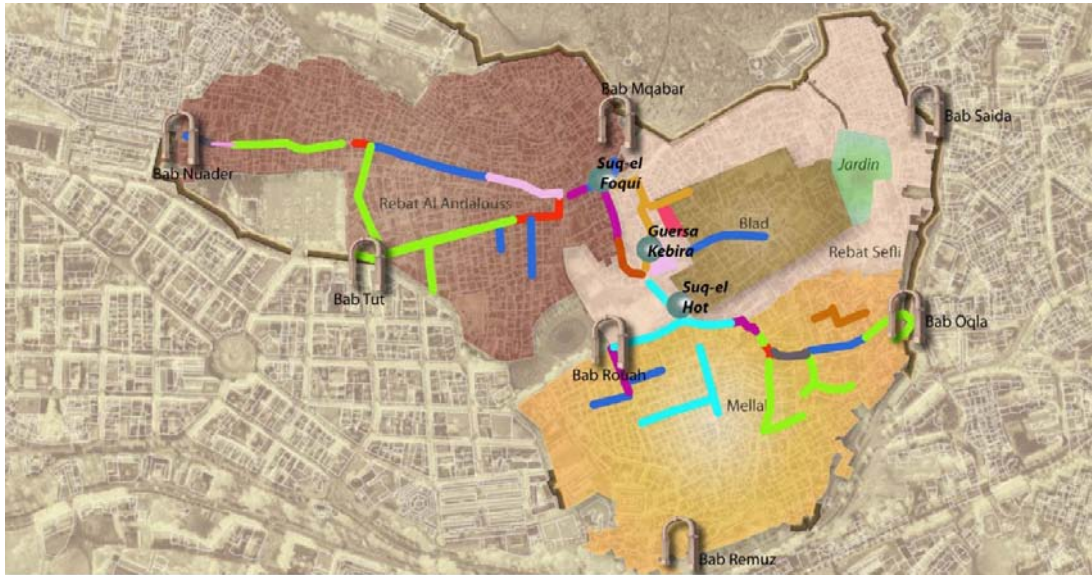 Bab Mqabar
Bab Saida
Bab Nuader
Suq-el
Foqui
Jardin
Rebat Al Andalouss
Guersa
Kebira
Blad
Rebat Sefli
Bab Tut
Suq-el
Hot
Bab Oqla
Bab Rouah
Mellah
Bab Remuz